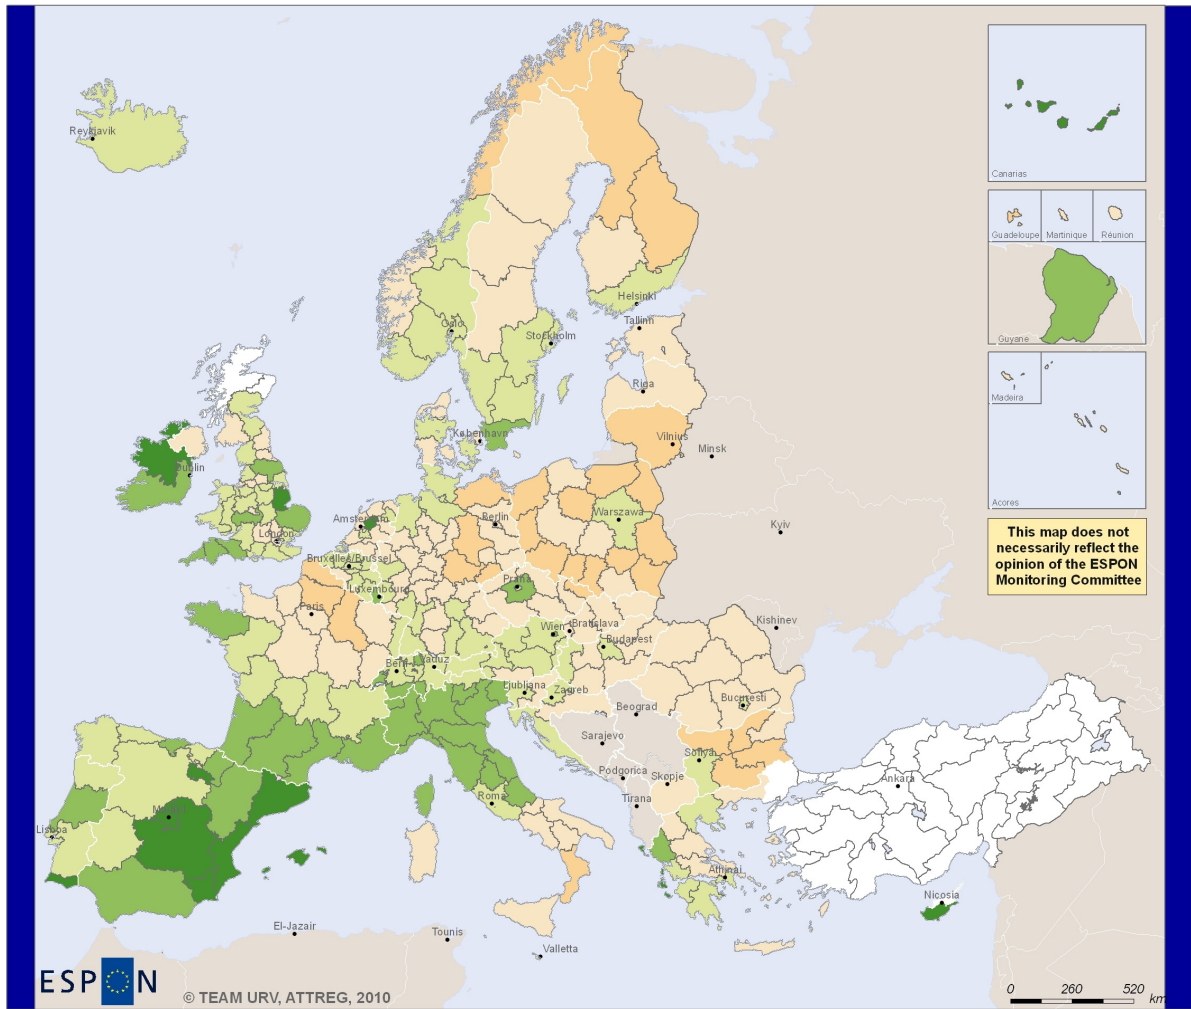 Reykjavik
Canarias
Guadeloupe
Martinique
Réunion
Guyane
Madeira
Acores
This map does not
necessarily reflect the
opinion of the ESPON
Monitoring Committee
Helsinki
Tallinn
Oslo
Stockholm
Riga
København
Vilnius
Minsk
Dublin
Amsterdam
Berlin
Warszawa
London
Kyiv
Bruxelles/Brussel
Luxembourg
Praha
Paris
Kishinev
Wien
Bratislava
Budapest
Bern
Vaduz
Ljubljana
Zagreb
Bucuresti
Beograd
Sarajevo
Sofiya
Podgorica
Skopje
Ankara
Roma
Tirana
Lisboa
Athinai
Nicosia
El-Jazair
Tounis
Valletta
ESPON
© TEAM URV, ATTREG, 2010
0 260 520
km